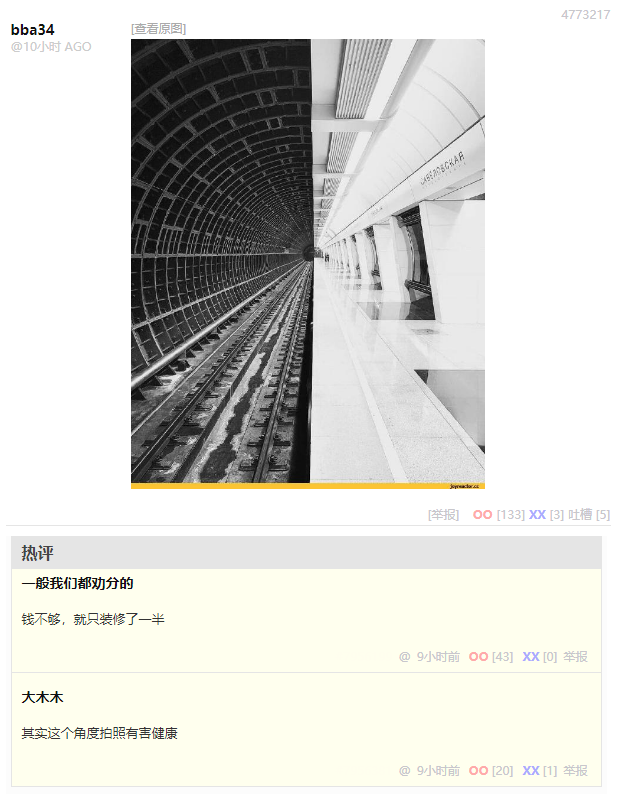 4773217
bba34
[查看原图]
@10小时 AGO
САВЕЛОВСКАЯ
joyreactor.cc
[举报] OO [133] XX [3] 吐槽 [5]
热评
一般我们都劝分的
钱不够，就只装修了一半
@ 9小时前 OO [43] XX [0] 举报
大木木
其实这个角度拍照有害健康
@ 9小时前 OO [20] XX [1] 举报